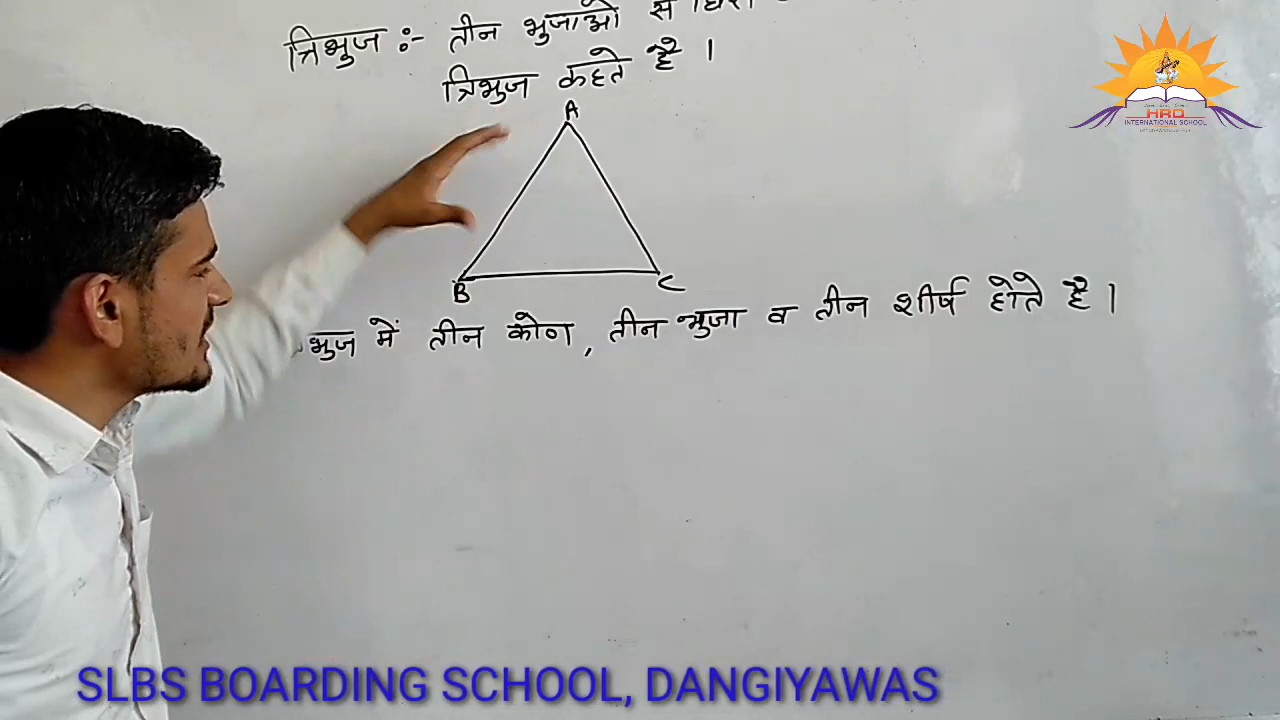 त्रिभुज :- तीन भुजाओ से
त्रिभुज कहते है ।
A
B
C
भुज में तीन कोण , तीन भुजा व तीन शीर्ष होते है ।
HRD
INTERNATIONAL SCHOOL
SLBS BOARDING SCHOOL, DANGIYAWAS